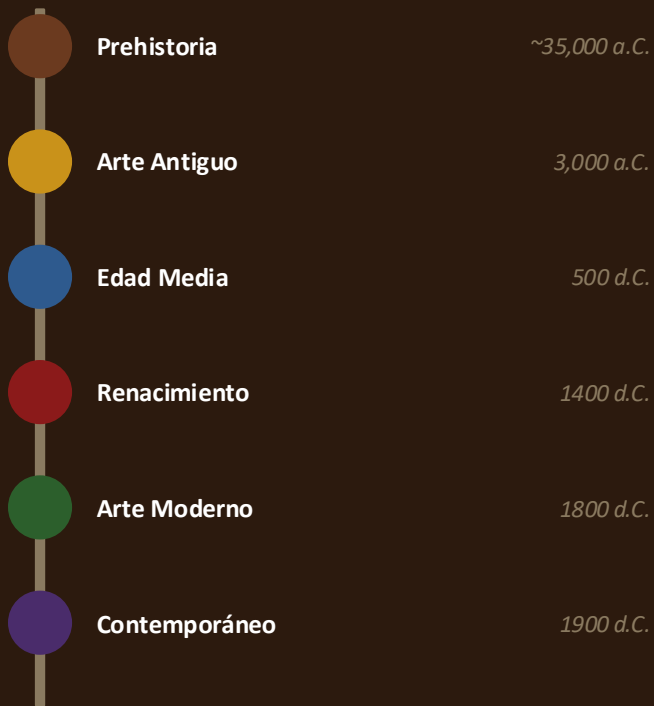 Prehistoria ~35,000 a.C.
Arte Antiguo 3,000 a.C.
Edad Media 500 d.C.
Renacimiento 1400 d.C.
Arte Moderno 1800 d.C.
Contemporáneo 1900 d.C.